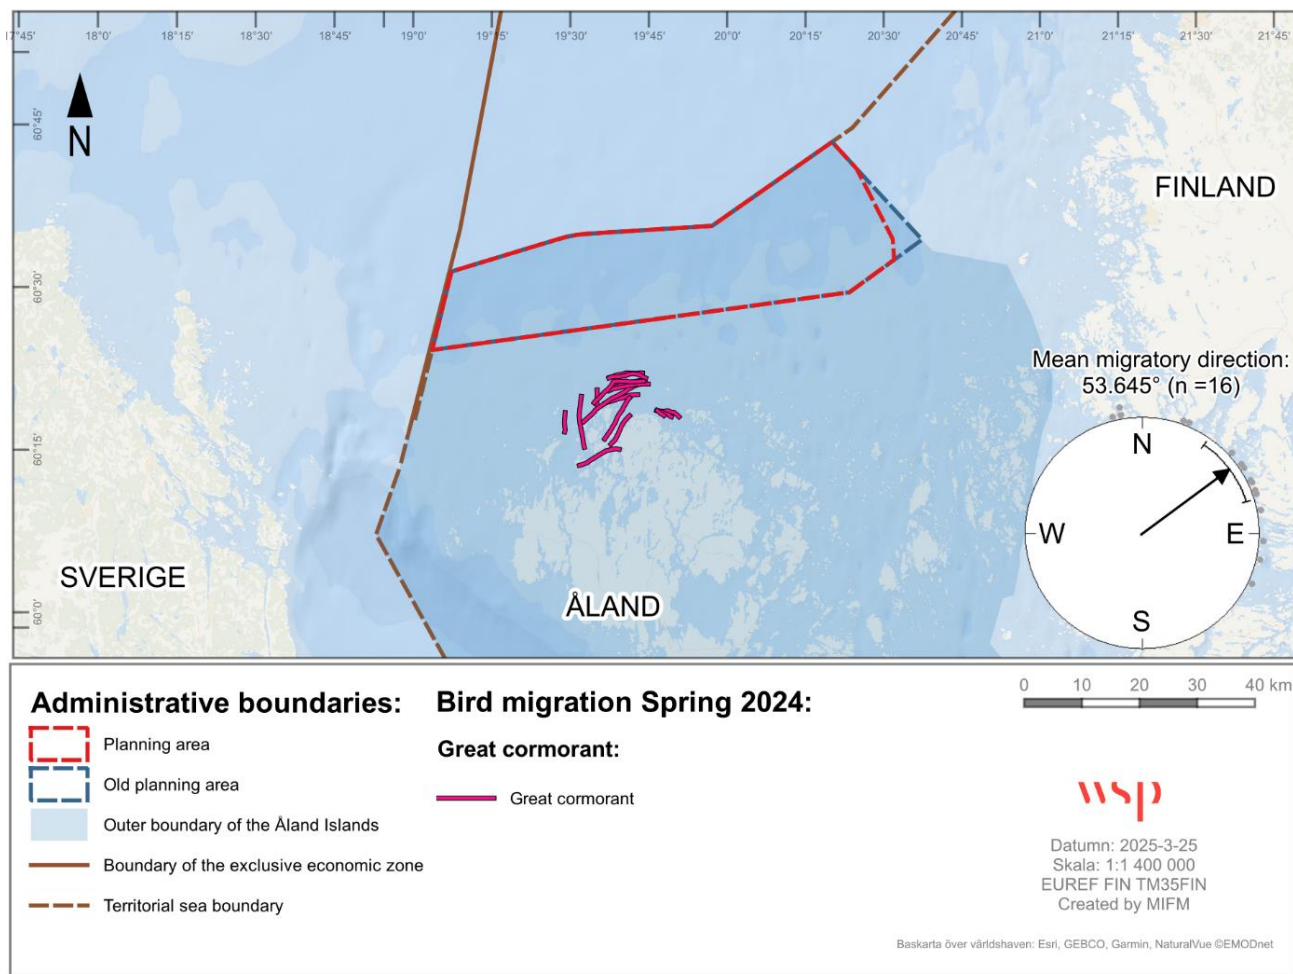 17°45' 18°0' 18°15' 18°30' 18°45' 19°0' 19°15' 19°30' 19°45' 20°0' 20°15' 20°30' 20°45' 21°0' 21°15' 21°30' 21°45'
60°45'
N
FINLAND
60°30'
Mean migratory direction:
53.645° (n =16)
60°15'
N
W
E
S
SVERIGE
ÅLAND
60°0'
Administrative boundaries:
Planning area
Old planning area
Outer boundary of the Åland Islands
Boundary of the exclusive economic zone
Territorial sea boundary
Bird migration Spring 2024:
Great cormorant:
Great cormorant
0 10 20 30 40 km
wsp
Datumn: 2025-3-25
Skala: 1:1 400 000
EUREF FIN TM35FIN
Created by MIFM
Baskarta över världshaven: Esri, GEBCO, Garmin, NaturalVue ©EMODnet